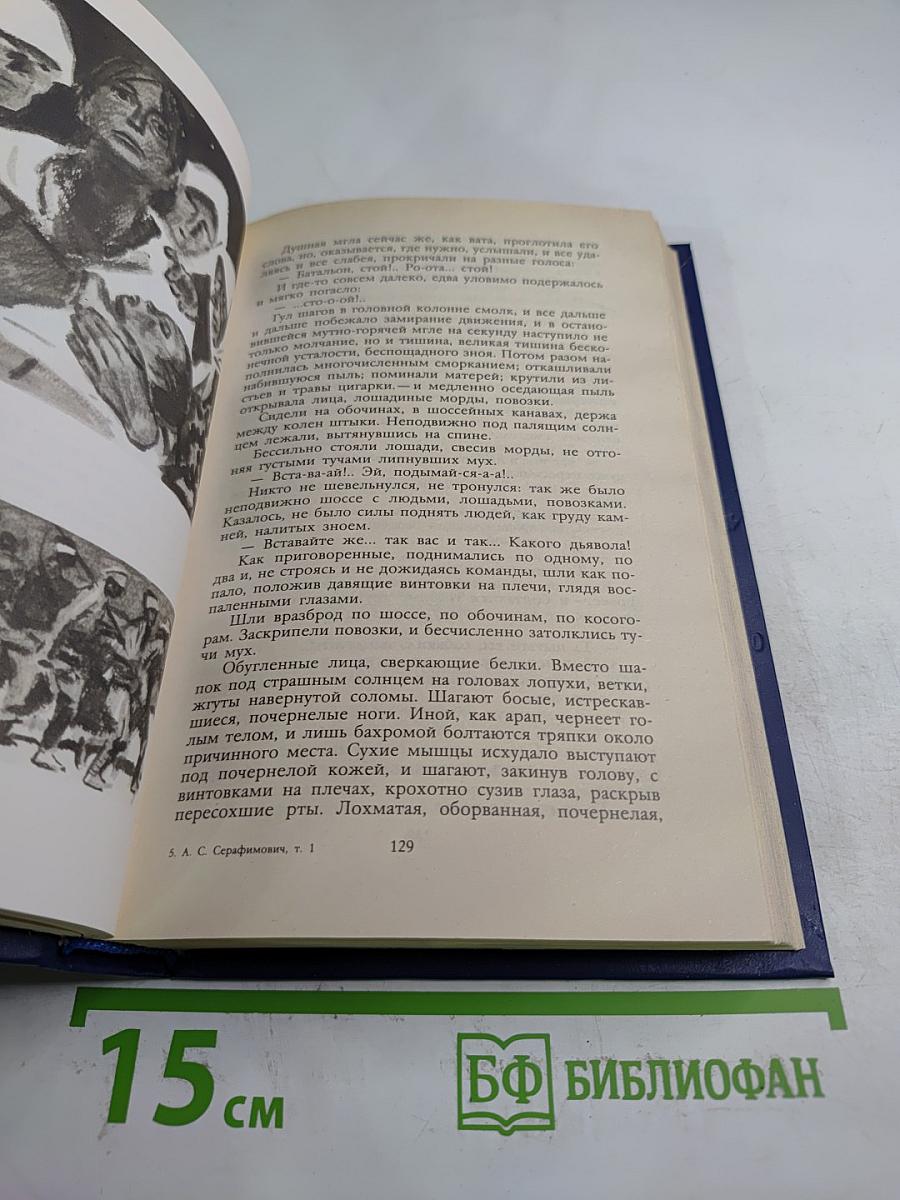 Душная мгла сейчас же, как вата, проглотила его
слова, но, оказывается, где нужно, услышали, и все уда-
ляясь и все слабея, прокричали на разные голоса:
— Батальон, стой!.. Ро-ота... стой!
И где-то совсем далеко, едва уловимо подержалось
и мягко погасло:
— ...сто-о-ой!..
Гул шагов в головной колонне смолк, и все дальше
и дальше побежало замирание движения, и в остано-
вившейся мутно-горячей мгле на секунду наступило не
только молчание, но и тишина, великая тишина беско-
нечной усталости, беспощадного зноя. Потом разом на-
полнилась многочисленным сморканием; откашливали
набившуюся пыль; поминали матерей; крутили из ли-
стьев и травы цигарки, — и медленно оседающая пыль
открывала лица, лошадиные морды, повозки.
Сидели на обочинах, в шоссейных канавах, держа
между колен штыки. Неподвижно под палящим солн-
цем лежали, вытянувшись на спине.
Бессильно стояли лошади, свесив морды, не отго-
няя густыми тучами липнувших мух.
— Вста-ва-ай!.. Эй, подымай-ся-а-а!..
Никто не шевельнулся, не тронулся: так же было
неподвижно шоссе с людьми, лошадьми, повозками.
Казалось, не было силы поднять людей, как груду кам-
ней, налитых зноем.
— Вставайте же... так вас и так... Какого дьявола!
Как приговоренные, поднимались по одному, по
два и, не строясь и не дожидаясь команды, шли как по-
пало, положив давящие винтовки на плечи, глядя вос-
паленными глазами.
Шли вразброд по шоссе, по обочинам, по косого-
рам. Заскрипели повозки, и бесчисленно затолклись ту-
чи мух.
Обугленные лица, сверкающие белки. Вместо ша-
пок под страшным солнцем на головах лопухи, ветки,
жгуты навернутой соломы. Шагают босые, истрескав-
шиеся, почернелые ноги. Иной, как арап, чернеет го-
лым телом, и лишь бахромой болтаются тряпки около
причинного места. Сухие мышцы исхудало выступают
под почернелой кожей, и шагают, закинув голову, с
винтовками на плечах, крохотно сузив глаза, раскрыв
пересохшие рты. Лохматая, оборванная, почернелая,
5. А. С. Серафимович, т. 1 129
15 см
БФ БИБЛИОФАН